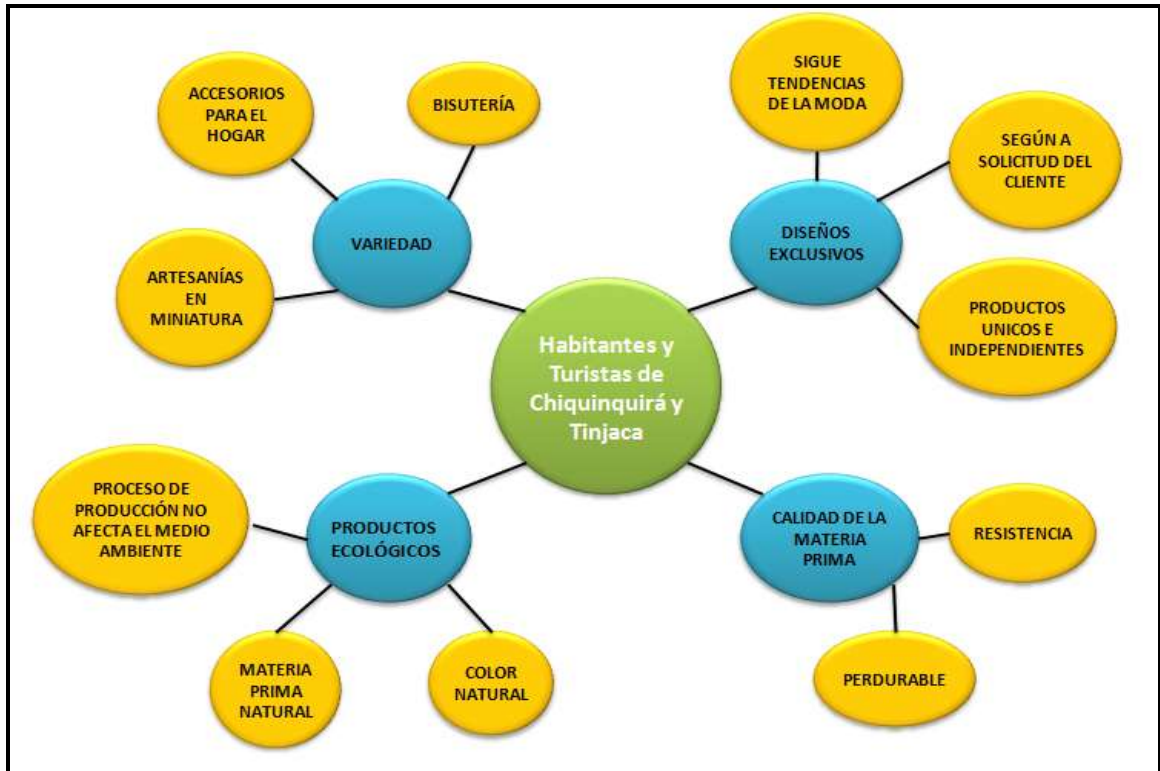 ACCESORIOS
PARA EL
HOGAR
BISUTERÍA
ARTESANÍAS
EN
MINIATURA
VARIEDAD
SIGUE
TENDENCIAS
DE LA MODA
SEGÚN A
SOLICITUD DEL
CLIENTE
DISEÑOS
EXCLUSIVOS
PRODUCTOS
UNICOS E
INDEPENDIENTES
Habitantes y
Turistas de
Chiquinquirá y
Tinjaca
PROCESO DE
PRODUCCIÓN NO
AFECTA EL MEDIO
AMBIENTE
PRODUCTOS
ECOLÓGICOS
MATERIA
PRIMA
NATURAL
COLOR
NATURAL
CALIDAD DE LA
MATERIA
PRIMA
RESISTENCIA
PERDURABLE